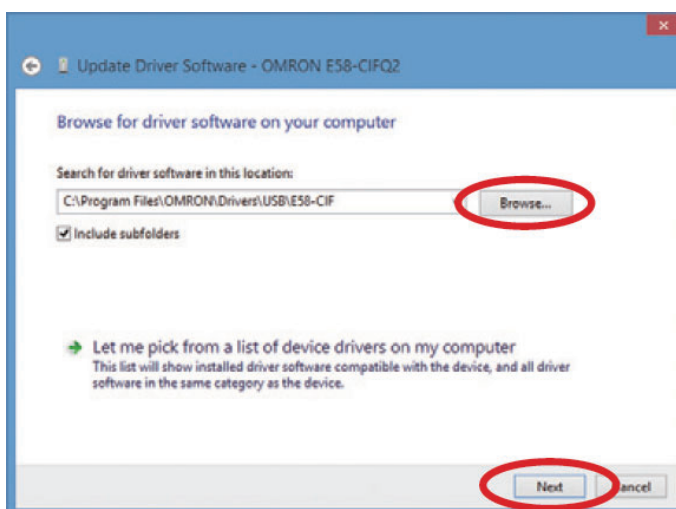 Update Driver Software - OMRON E58-CIFQ2
Browse for driver software on your computer
Search for driver software in this location:
C:\Program Files\OMRON\Drivers\USB\E58-CIF
Browse...
Include subfolders
Let me pick from a list of device drivers on my computer
This list will show installed driver software compatible with the device, and all driver
software in the same category as the device.
Next
ancel